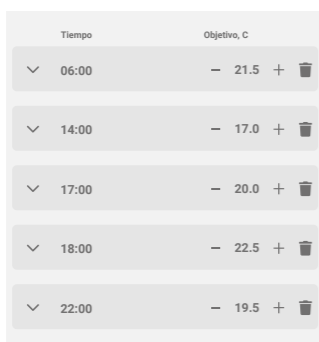 Tiempo Objetivo, C
06:00 − 21.5 +
14:00 − 17.0 +
17:00 − 20.0 +
18:00 − 22.5 +
22:00 − 19.5 +